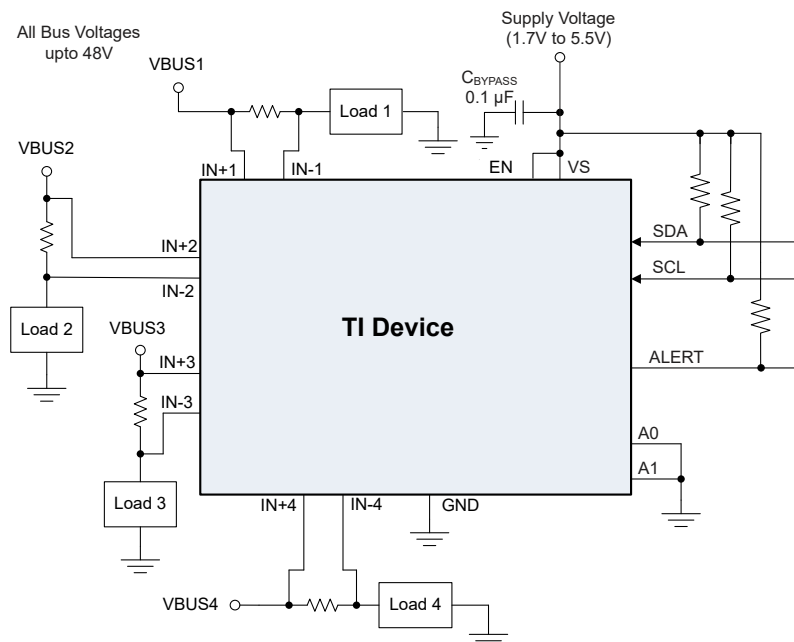 All Bus Voltages
upto 48V
Supply Voltage
(1.7V to 5.5V)
VBUS1
CBYPASS
0.1 µF
Load 1
VBUS2
IN+1
IN-1
EN
VS
IN+2
SDA
IN-2
SCL
Load 2
TI Device
VBUS3
IN+3
ALERT
IN-3
A0
A1
Load 3
IN+4
IN-4
GND
VBUS4
Load 4